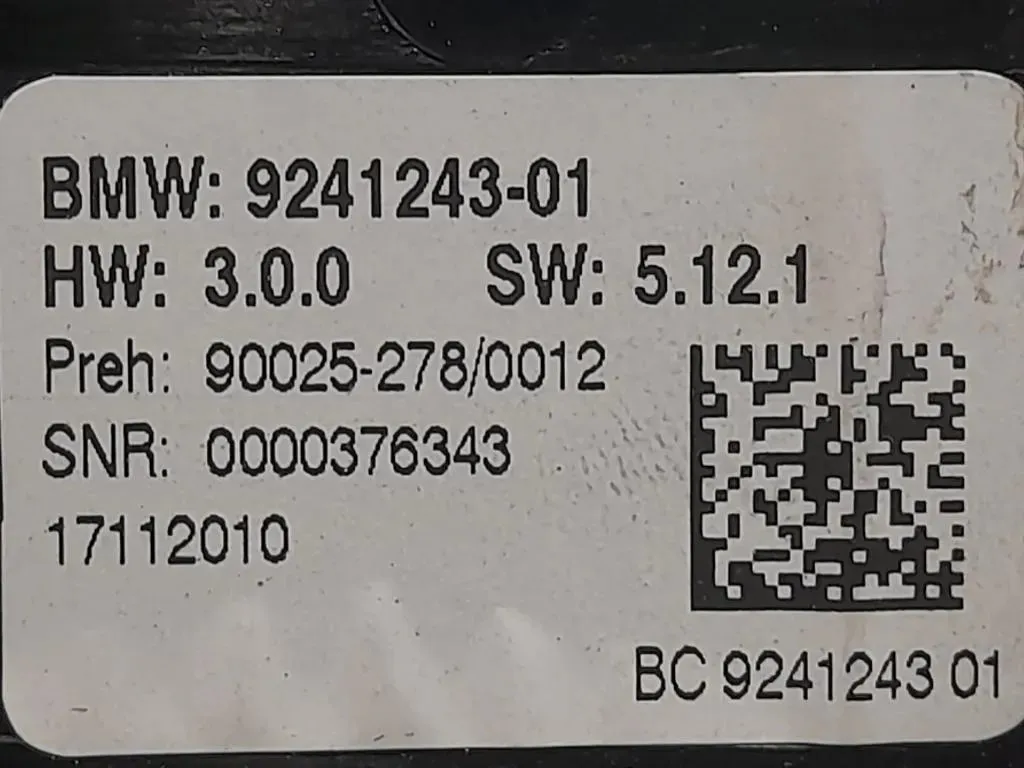 BMW: 9241243-01
HW: 3.0.0 SW: 5.12.1
Preh: 90025-278/0012
SNR: 0000376343
17112010
BC 9241243 01